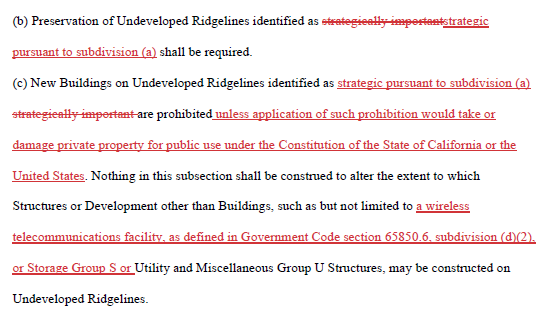 (b) Preservation of Undeveloped Ridgelines identified as strategically importantstrategic
pursuant to subdivision (a) shall be required.
(c) New Buildings on Undeveloped Ridgelines identified as strategic pursuant to subdivision (a)
strategically important are prohibited unless application of such prohibition would take or
damage private property for public use under the Constitution of the State of California or the
United States. Nothing in this subsection shall be construed to alter the extent to which
Structures or Development other than Buildings, such as but not limited to a wireless
telecommunications facility, as defined in Government Code section 65850.6, subdivision (d)(2),
or Storage Group S or Utility and Miscellaneous Group U Structures, may be constructed on
Undeveloped Ridgelines.